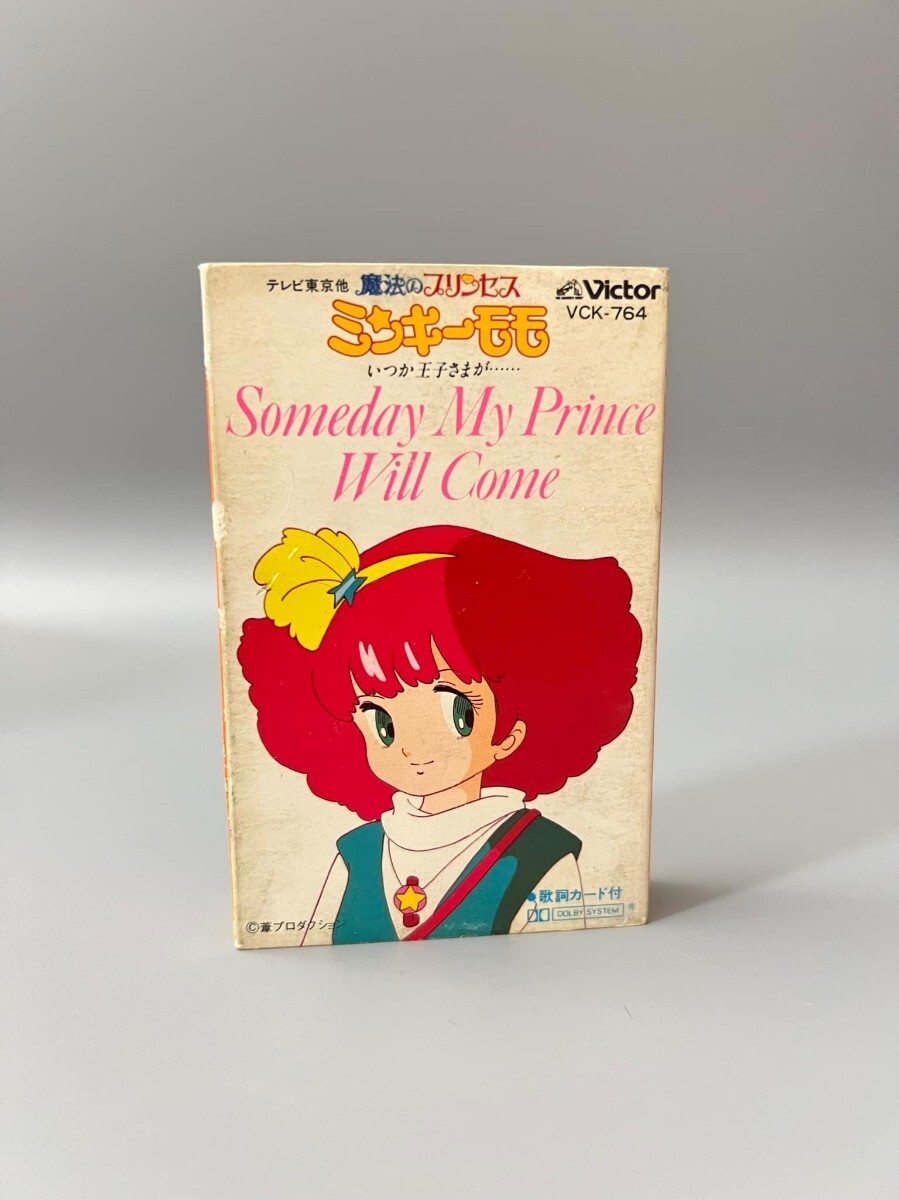 テレビ東京他 魔法のプリンセス
ミンキーモモ
いつか王子さまが……
Victor
VCK-764
Someday My Prince
Will Come
●歌詞カード付
DOLBY SYSTEM ®
©葦プロダクション